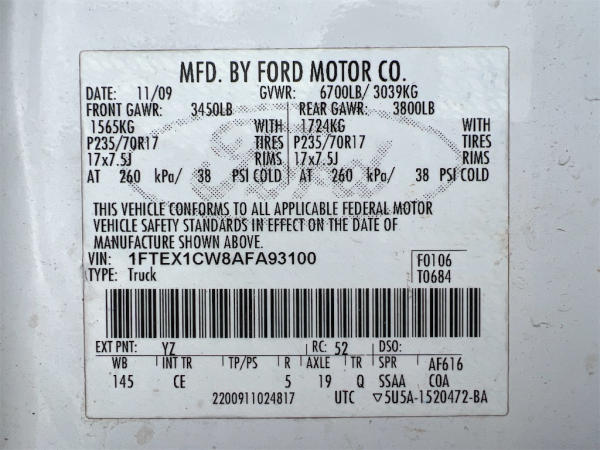 MFD. BY FORD MOTOR CO.
DATE: 11/09 GVWR: 6700LB/ 3039KG
FRONT GAWR: 3450LB REAR GAWR: 3800LB
1565KG WITH 1724KG WITH
P235/70R17 TIRES P235/70R17 TIRES
17x7.5J RIMS 17x7.5J RIMS
AT 260 kPa/ 38 PSI COLD AT 260 kPa/ 38 PSI COLD
Ford
THIS VEHICLE CONFORMS TO ALL APPLICABLE FEDERAL MOTOR
VEHICLE SAFETY STANDARDS IN EFFECT ON THE DATE OF
MANUFACTURE SHOWN ABOVE.
VIN: 1FTEX1CW8AFA93100 F0106
TYPE: Truck T0684
EXT PNT: YZ RC: 52 DSO:
WB INT TR TP/PS R AXLE TR SPR AF616
145 CE 5 19 Q SSAA COA
2200911024817 UTC ▽5U5A-1520472-BA